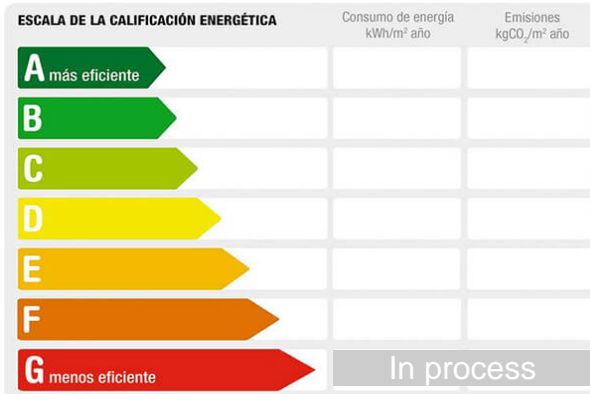 ESCALA DE LA CALIFICACIÓN ENERGÉTICA
Consumo de energía
kWh/m² año
Emisiones
kgCO₂/m² año
A más eficiente
B
C
D
E
F
G menos eficiente
In process